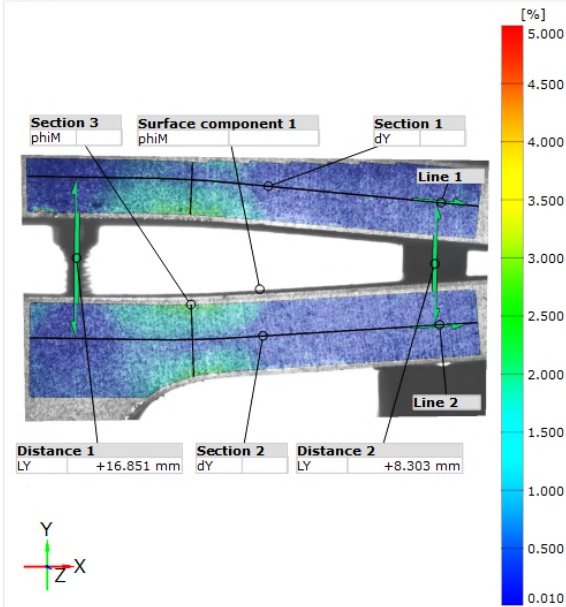 [%]
5.000
4.500
4.000
3.500
3.000
2.500
2.000
1.500
1.000
0.500
0.010
Section 3
phiM
Surface component 1
phiM
Section 1
dY
Line 1
Line 2
Distance 1
LY +16.851 mm
Section 2
dY
Distance 2
LY +8.303 mm
Y
Z
X